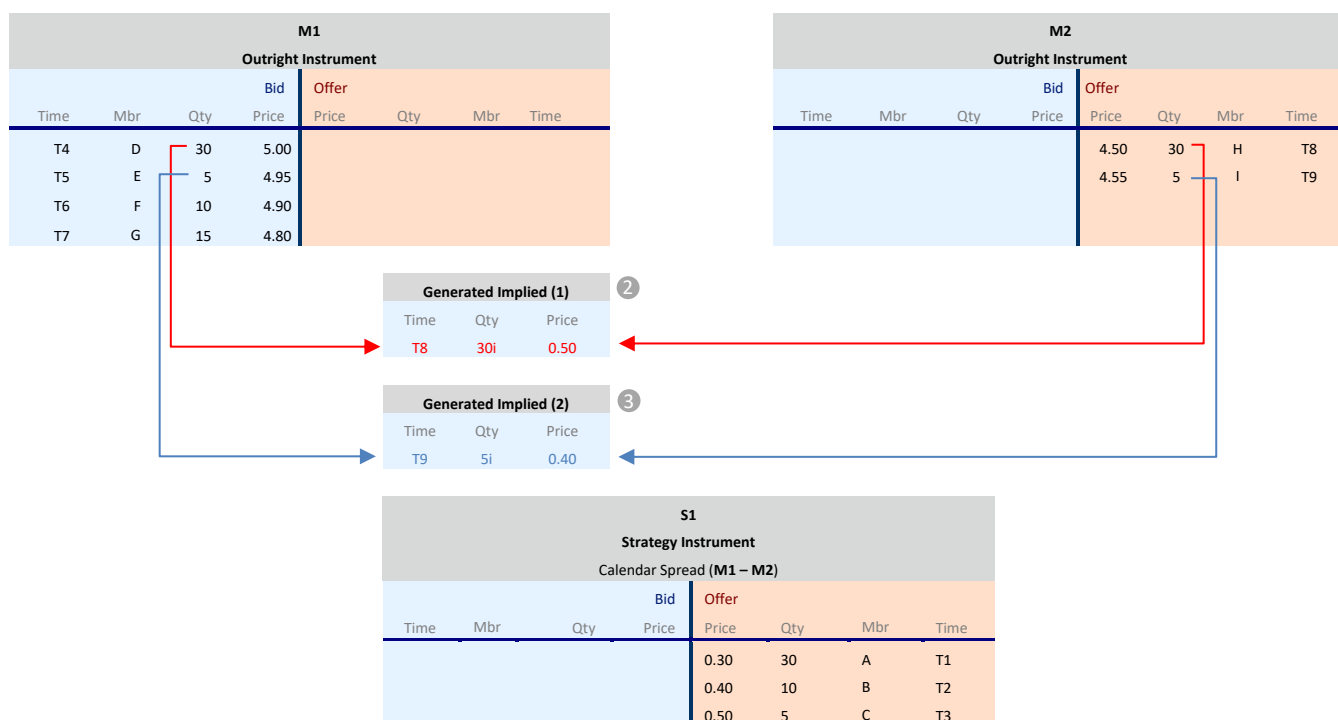 M1
Outright Instrument
Bid Offer
Time Mbr Qty Price Price Qty Mbr Time
T4 D 30 5.00
T5 E 5 4.95
T6 F 10 4.90
T7 G 15 4.80
M2
Outright Instrument
Bid Offer
Time Mbr Qty Price Price Qty Mbr Time
4.50 30 H T8
4.55 5 I T9
Generated Implied (1) 2
Time Qty Price
T8 30i 0.50
Generated Implied (2) 3
Time Qty Price
T9 5i 0.40
S1
Strategy Instrument
Calendar Spread (M1 – M2)
Bid Offer
Time Mbr Qty Price Price Qty Mbr Time
0.30 30 A T1
0.40 10 B T2
0.50 5 C T3